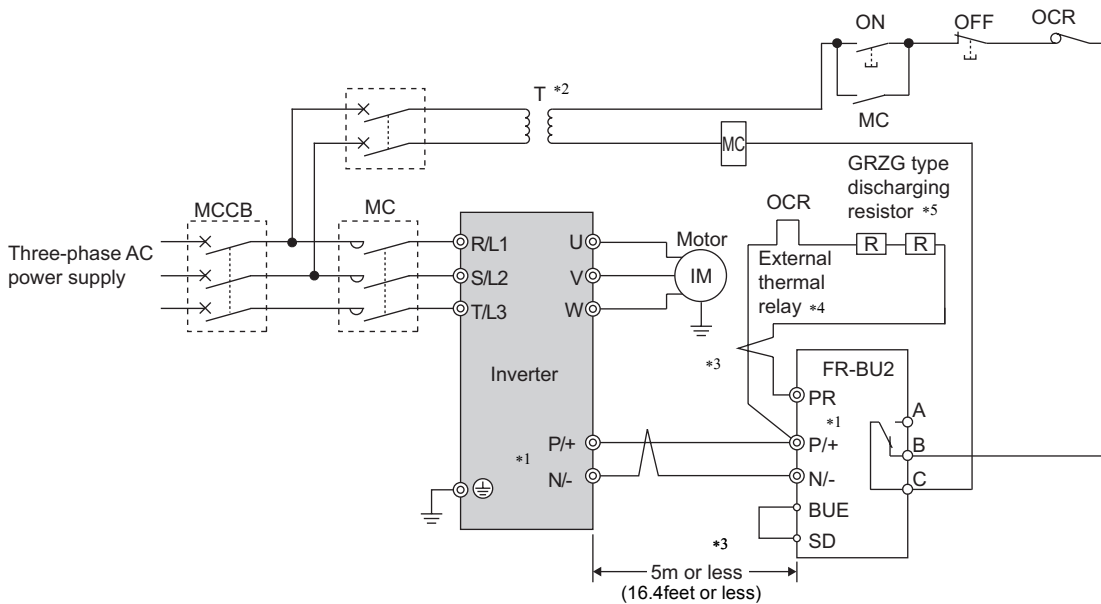 ON
OFF
OCR
T *2
MC
MC
GRZG type
discharging
resistor *5
OCR
R
R
MCCB
MC
Three-phase AC
power supply
R/L1
S/L2
T/L3
U
V
W
Motor
IM
External
thermal
relay *4
*3
Inverter
FR-BU2
PR
*1
A
B
C
P/+
N/-
*1
P/+
N/-
BUE
SD
*3
5m or less
(16.4feet or less)